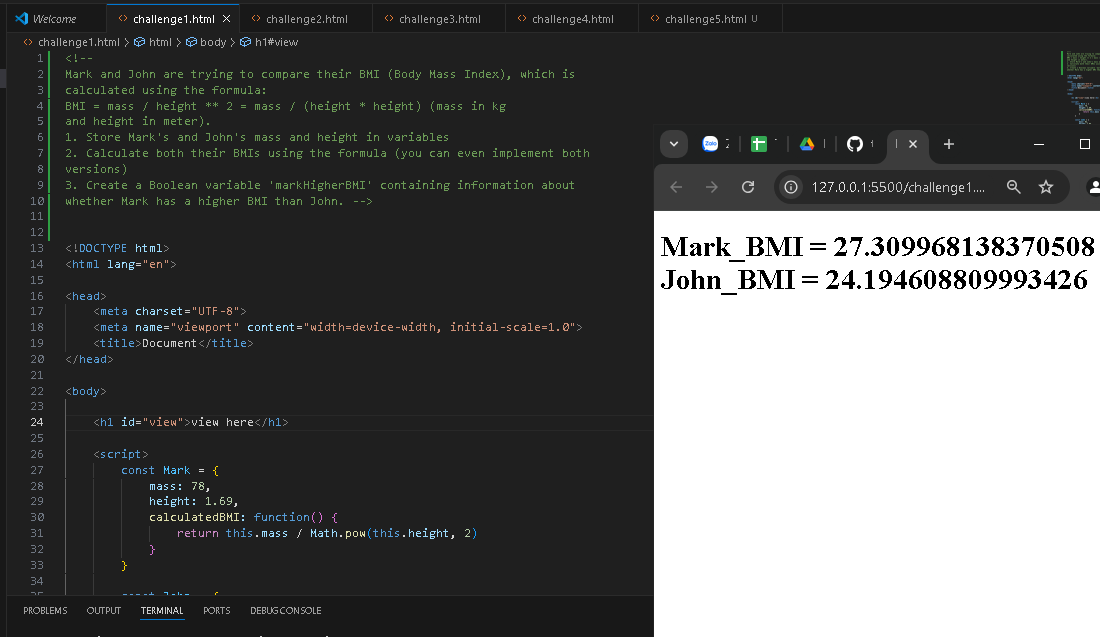 Welcome
challenge1.html
challenge2.html
challenge3.html
challenge4.html
challenge5.html U
challenge1.html > html > body > h1#view
1 <!--
2 Mark and John are trying to compare their BMI (Body Mass Index), which is
3 calculated using the formula:
4 BMI = mass / height ** 2 = mass / (height * height) (mass in kg
5 and height in meter).
6 1. Store Mark's and John's mass and height in variables
7 2. Calculate both their BMIs using the formula (you can even implement both
8 versions)
9 3. Create a Boolean variable 'markHigherBMI' containing information about
10 whether Mark has a higher BMI than John. -->
11
12
13 <!DOCTYPE html>
14 <html lang="en">
15
16 <head>
17 <meta charset="UTF-8">
18 <meta name="viewport" content="width=device-width, initial-scale=1.0">
19 <title>Document</title>
20 </head>
21
22 <body>
23
24 <h1 id="view">view here</h1>
25
26 <script>
27 const Mark = {
28 mass: 78,
29 height: 1.69,
30 calculatedBMI: function() {
31 return this.mass / Math.pow(this.height, 2)
32 }
33 }
34
PROBLEMS
OUTPUT
TERMINAL
PORTS
DEBUG CONSOLE
Zalo
127.0.0.1:5500/challenge1....
Mark_BMI = 27.309968138370508
John_BMI = 24.194608809993426